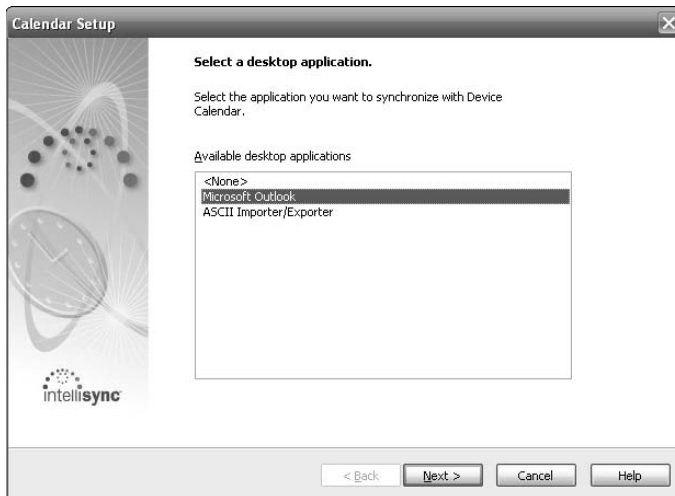 Calendar Setup
Select a desktop application.
Select the application you want to synchronize with Device
Calendar.
Available desktop applications
<None>
Microsoft Outlook
ASCII Importer/Exporter
intellisync
< Back
Next >
Cancel
Help